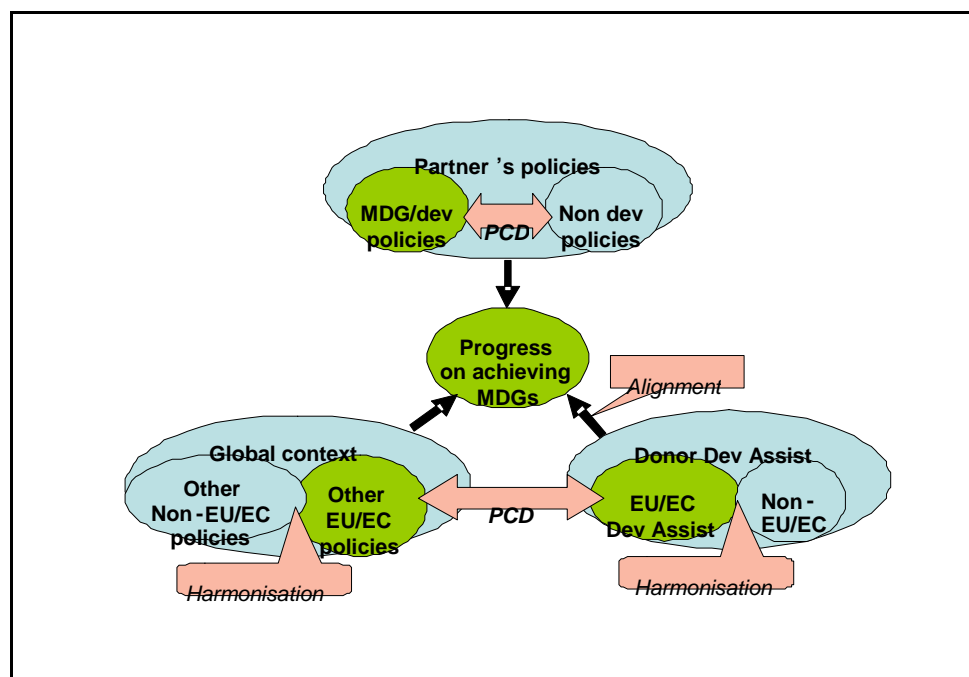 Partner ’s policies
MDG/dev
policies
PCD
Non dev
policies
Progress
on achieving
MDGs
Alignment
Global context
Other
Non-EU/EC
policies
Other
EU/EC
policies
PCD
Donor Dev Assist
EU/EC
Dev Assist
Non-
EU/EC
Harmonisation
Harmonisation